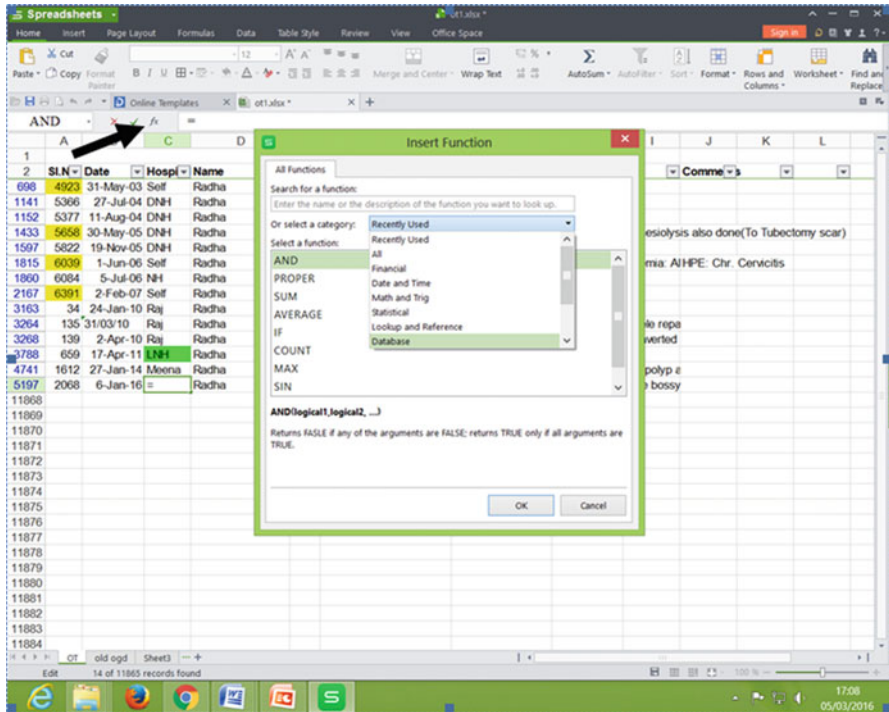 Spreadsheets
ot1.xlsx *
Home Insert Page Layout Formulas Data Table Style Review View Office Space Sign in
Paste Cut Copy Format Painter 12 B I U A Merge and Center Wrap Text AutoSum AutoFilter Sort Format Rows and Columns Worksheet Find and Replace
Online Templates ot1.xlsx *
AND fx =
A C D I J K L
1
2 Sl.N Date Hospi Name Comme s
698 4923 31-May-03 Self Radha
1141 5366 27-Jul-04 DNH Radha
1152 5377 11-Aug-04 DNH Radha
1433 5658 30-May-05 DNH Radha esiolysis also done(To Tubectomy scar)
1597 5822 19-Nov-05 DNH Radha
1815 6039 1-Jun-06 Self Radha mia: AIHPE: Chr. Cervicitis
1860 6084 5-Jul-06 NH Radha
2167 6391 2-Feb-07 Self Radha
3163 34 24-Jan-10 Raj Radha
3264 135 31/03/10 Raj Radha le repa
3268 139 2-Apr-10 Raj Radha verted
3788 659 17-Apr-11 LNH Radha
4741 1612 27-Jan-14 Meena Radha polyp a
5197 2068 6-Jan-16 = Radha bossy
11868
11869
11870
11871
11872
11873
11874
11875
11876
11877
11878
11879
11880
11881
11882
11883
11884
Insert Function
All Functions
Search for a function:
Enter the name or the description of the function you want to look up.
Or select a category: Recently Used
Recently Used
All
Financial
Date and Time
Math and Trig
Statistical
Lookup and Reference
Database
Select a function:
AND
PROPER
SUM
AVERAGE
IF
COUNT
MAX
SIN
AND(logical1,logical2, ...)
Returns FASLE if any of the arguments are FALSE; returns TRUE only if all arguments are
TRUE.
OK Cancel
OT old ogd Sheet3
Edit 14 of 11865 records found 100 %
17:08
05/03/2016